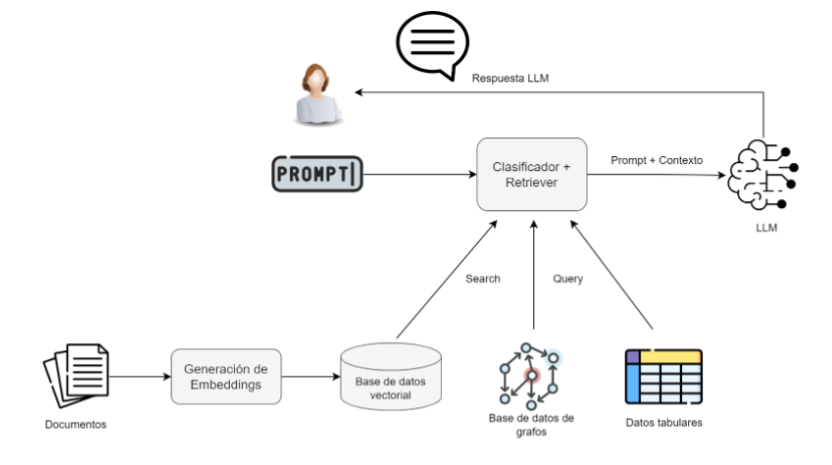 Respuesta LLM
PROMPT
Clasificador +
Retriever
Prompt + Contexto
LLM
Search
Query
Generación de
Embeddings
Base de datos
vectorial
Documentos
Base de datos de
grafos
Datos tabulares